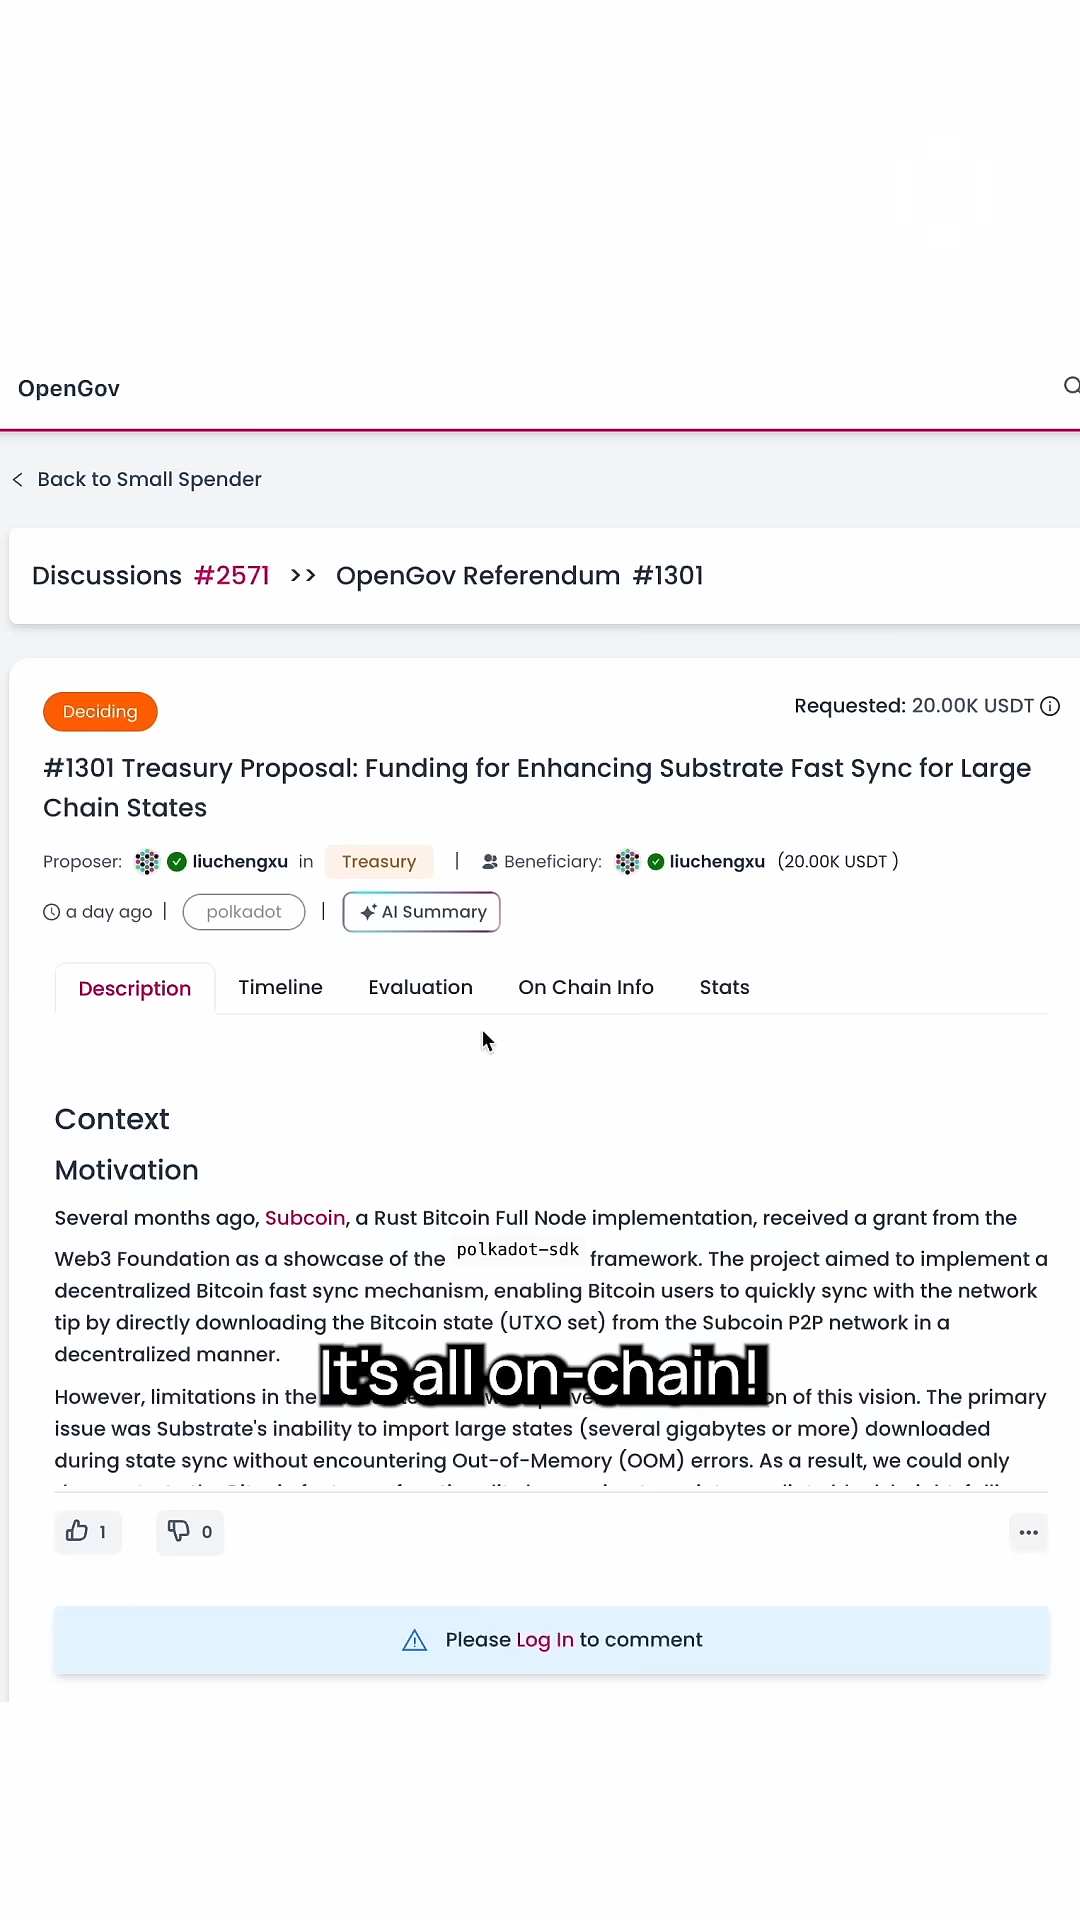 OpenGov
< Back to Small Spender
Discussions #2571 >> OpenGov Referendum #1301
Deciding
Requested: 20.00K USDT
#1301 Treasury Proposal: Funding for Enhancing Substrate Fast Sync for Large
Chain States
Proposer: liuchengxu in Treasury | Beneficiary: liuchengxu (20.00K USDT )
a day ago | polkadot | AI Summary
Description Timeline Evaluation On Chain Info Stats
Context
Motivation
Several months ago, Subcoin, a Rust Bitcoin Full Node implementation, received a grant from the
Web3 Foundation as a showcase of the polkadot-sdk framework. The project aimed to implement a
decentralized Bitcoin fast sync mechanism, enabling Bitcoin users to quickly sync with the network
tip by directly downloading the Bitcoin state (UTXO set) from the Subcoin P2P network in a
decentralized manner.
It's all on-chain!
However, limitations in the of this vision. The primary
issue was Substrate's inability to import large states (several gigabytes or more) downloaded
during state sync without encountering Out-of-Memory (OOM) errors. As a result, we could only
1 0
Please Log In to comment